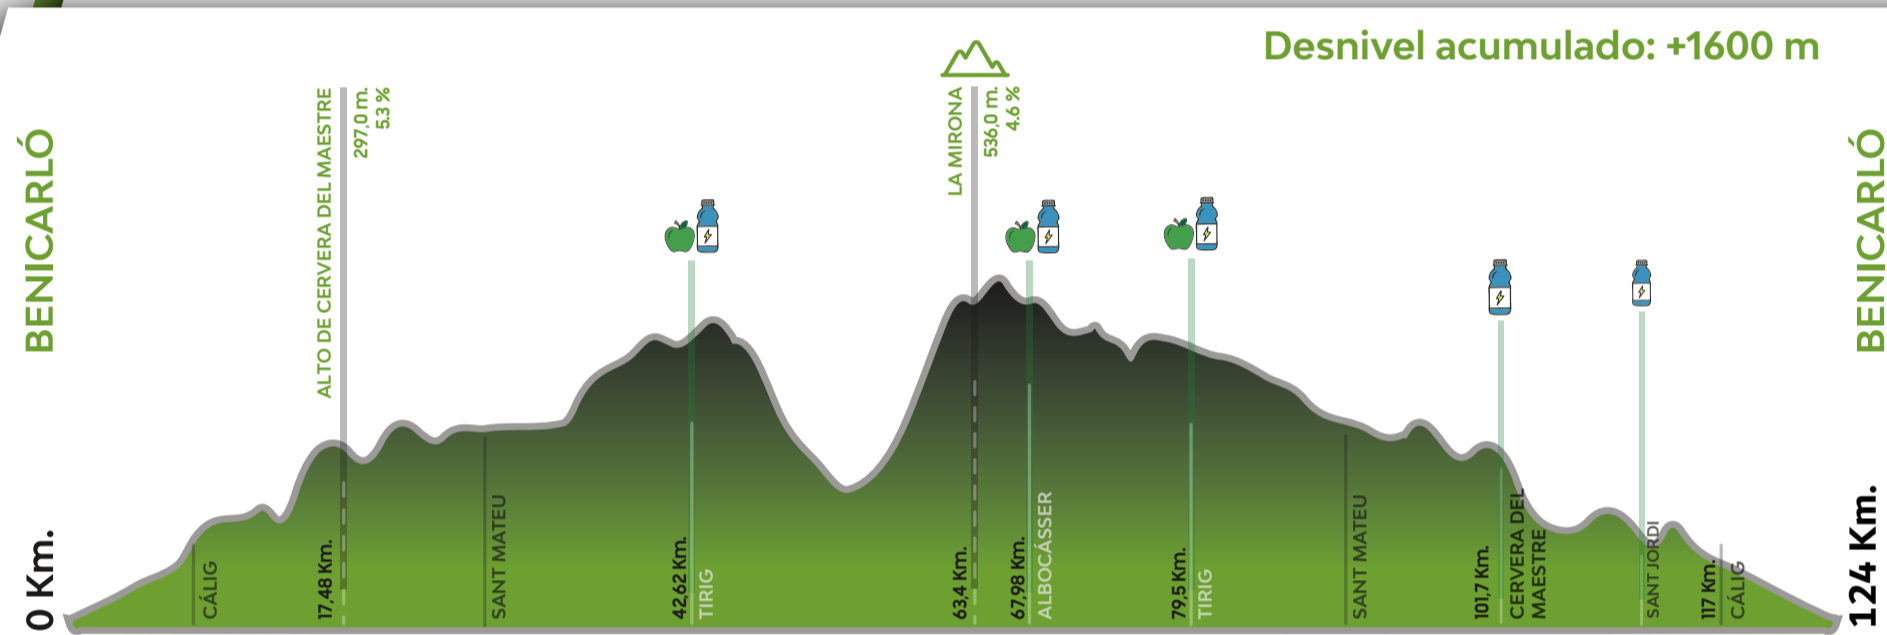 Desnivel acumulado: +1600 m
BENICARLÓ
0 Km.
ALTO DE CERVERA DEL MAESTRE
297,0 m.
5.3 %
LA MIRONA
536,0 m.
4.6 %
BENICARLÓ
124 Km.
CÁLIG
17,48 Km.
SANT MATEU
42,62 Km.
TIRIG
63,4 Km.
67,98 Km.
ALBOCÁSSER
79,5 Km.
TIRIG
SANT MATEU
101,7 Km.
CERVERA DEL
MAESTRE
SANT JORDI
117 Km.
CÁLIG